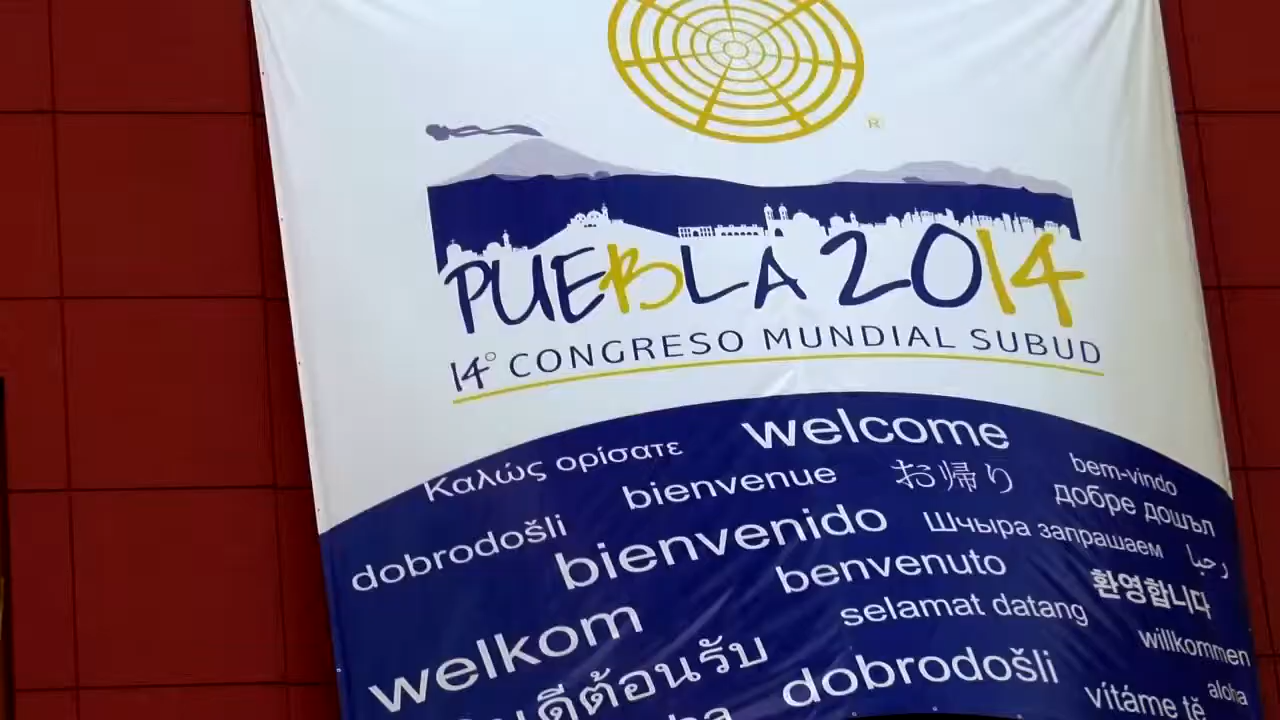 ®
PUEBLA 2014
14° CONGRESO MUNDIAL SUBUD
welcome
Καλώς ορίσατε
bienvenue
お帰り
bem-vindo
добре дошъл
dobrodošli
bienvenido
Шчыра запрашаем
benvenuto
환영합니다
welkom
selamat datang
willkommen
dobrodošli
vítáme tě
aloha